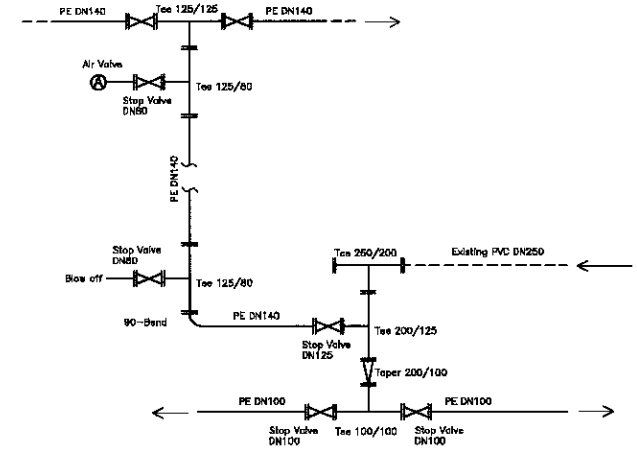 PE DN140
Tee 125/125
PE DN140
Air Valve
A
Stop Valve
DN80
Tee 125/80
PE DN140
Stop Valve
DN80
Blow off
Tee 125/80
90-Bend
PE DN140
Tee 250/200
Existing PVC DN250
Stop Valve
DN125
Tee 200/125
Taper 200/100
PE DN100
PE DN100
Stop Valve
DN100
Tee 100/100
Stop Valve
DN100